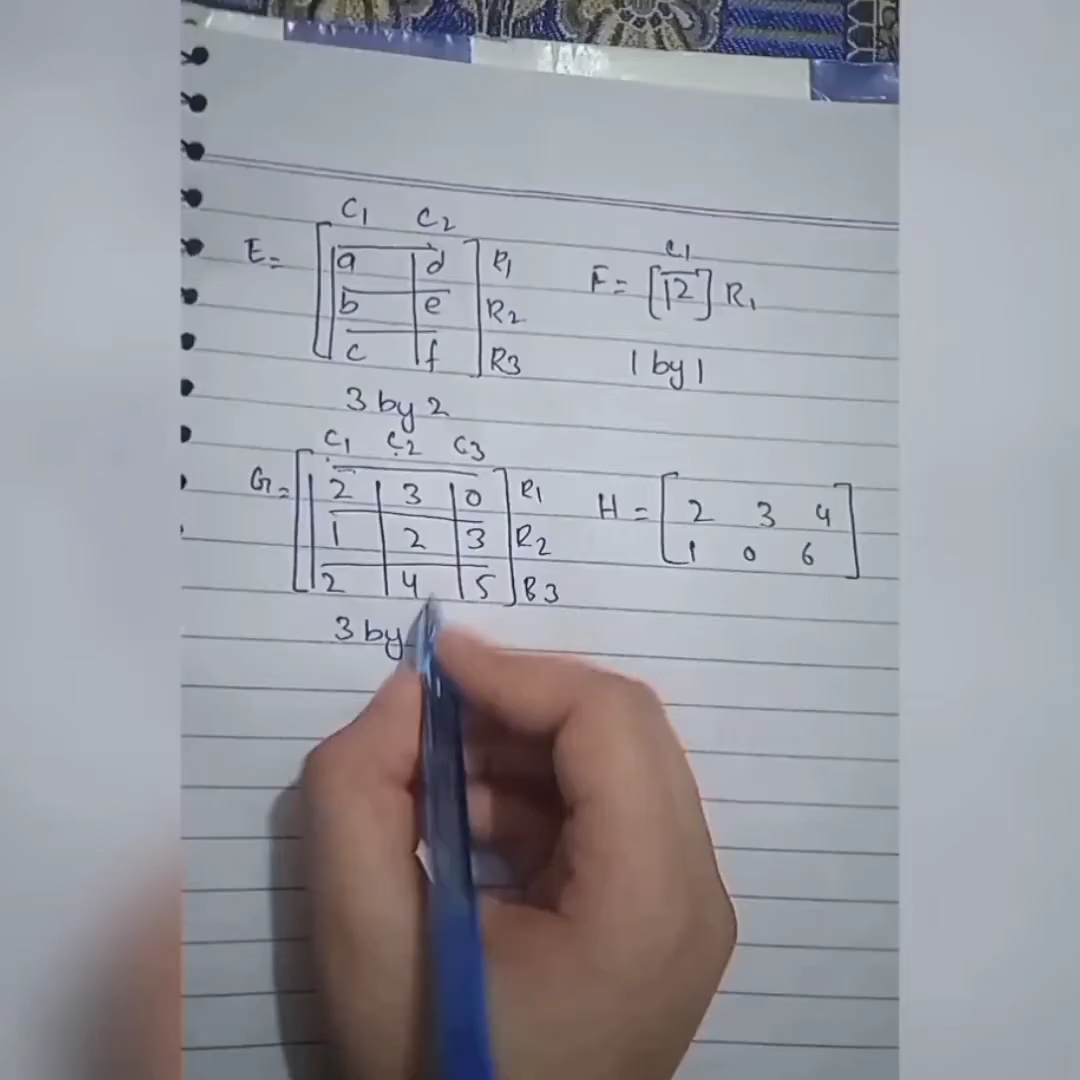 C1 C2
E = [ a d ] R1
F = [ 12 ] R1
C1
b e R2
c f R3
1 by 1
3 by 2
C1 C2 C3
G = [ 2 3 0 ] R1
H = [ 2 3 4
1 0 6 ]
1 2 3 R2
2 4 5 R3
3 by